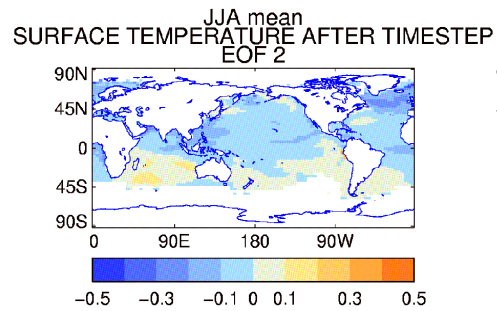 JJA mean
SURFACE TEMPERATURE AFTER TIMESTEP
EOF 2
90N
45N
0
45S
90S
0 90E 180 90W
-0.5 -0.3 -0.1 0 0.1 0.3 0.5